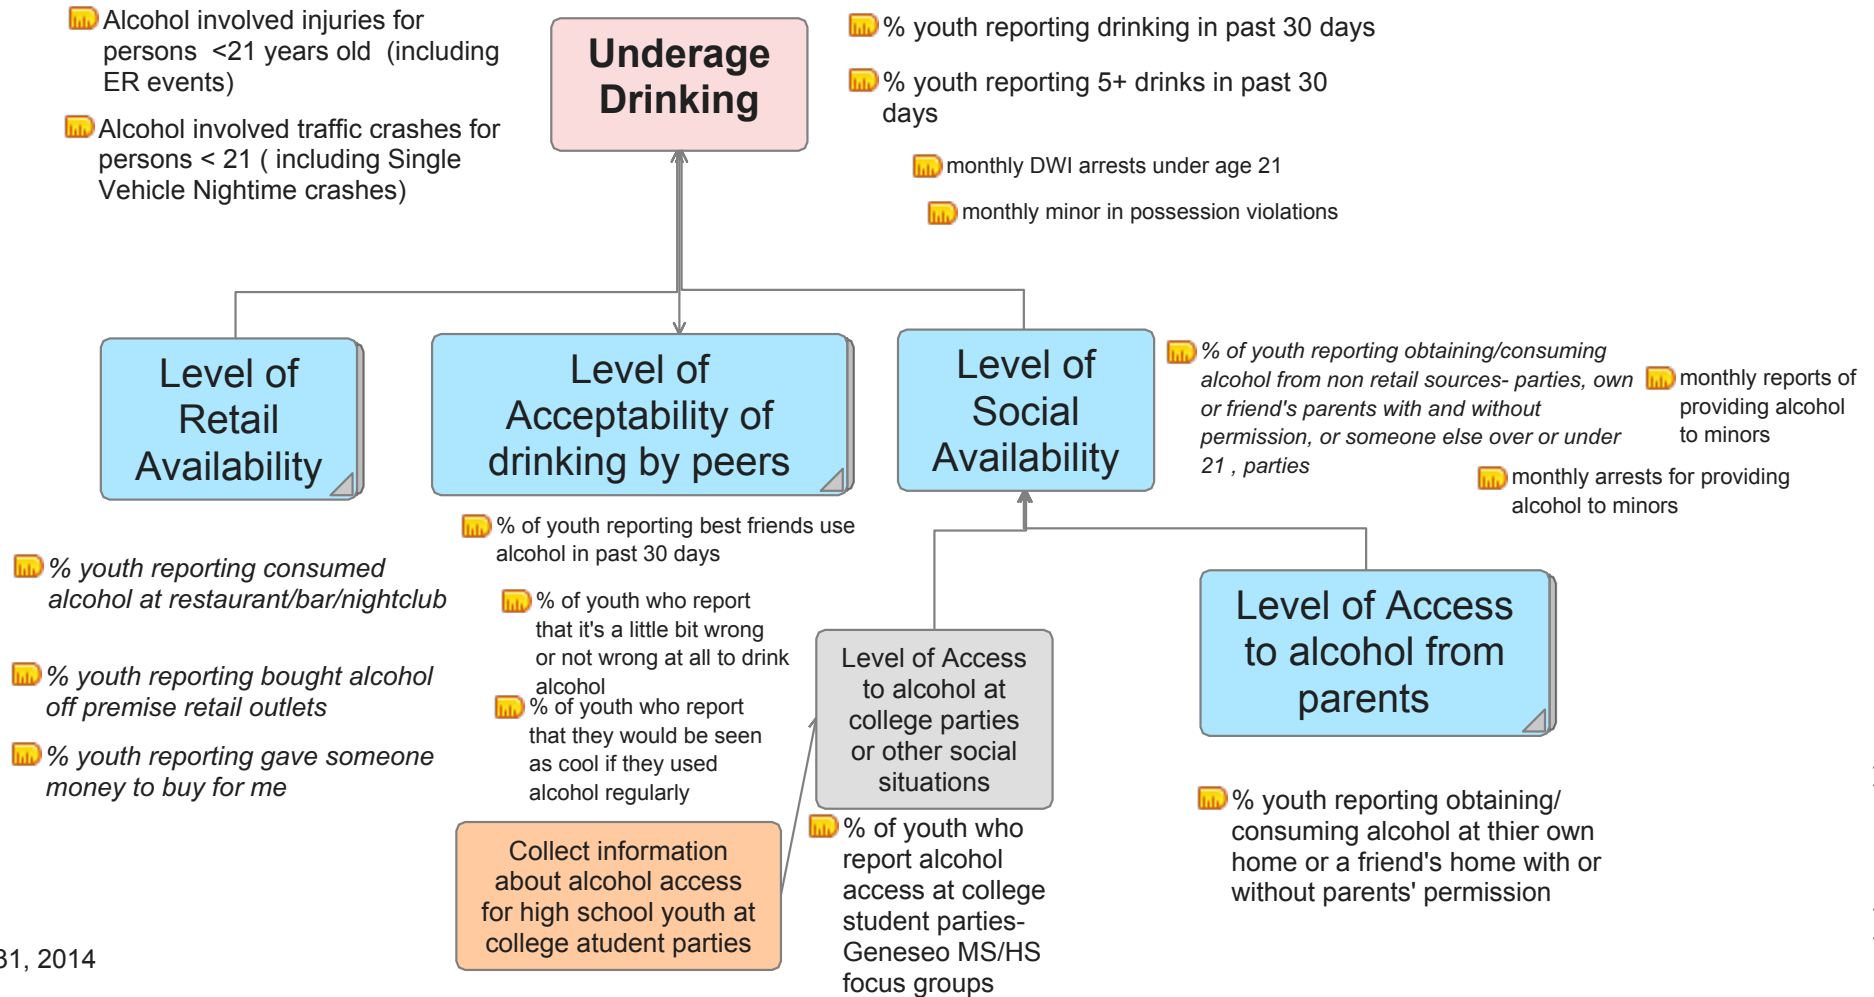 Alcohol involved injuries for
persons <21 years old (including
ER events)
Alcohol involved traffic crashes for
persons < 21 ( including Single
Vehicle Nightime crashes)
Underage
Drinking
% youth reporting drinking in past 30 days
% youth reporting 5+ drinks in past 30
days
monthly DWI arrests under age 21
monthly minor in possession violations
Level of
Retail
Availability
Level of
Acceptability of
drinking by peers
Level of
Social
Availability
% of youth reporting obtaining/consuming
alcohol from non retail sources- parties, own
or friend's parents with and without
permission, or someone else over or under
21 , parties
monthly reports of
providing alcohol
to minors
monthly arrests for providing
alcohol to minors
% youth reporting consumed
alcohol at restaurant/bar/nightclub
% youth reporting bought alcohol
off premise retail outlets
% youth reporting gave someone
money to buy for me
% of youth reporting best friends use
alcohol in past 30 days
% of youth who report
that it's a little bit wrong
or not wrong at all to drink
alcohol
% of youth who report
that they would be seen
as cool if they used
alcohol regularly
Level of Access
to alcohol at
college parties
or other social
situations
Level of Access
to alcohol from
parents
Collect information
about alcohol access
for high school youth at
college atudent parties
% of youth who
report alcohol
access at college
student parties-
Geneseo MS/HS
focus groups
% youth reporting obtaining/
consuming alcohol at thier own
home or a friend's home with or
without parents' permission
31, 2014